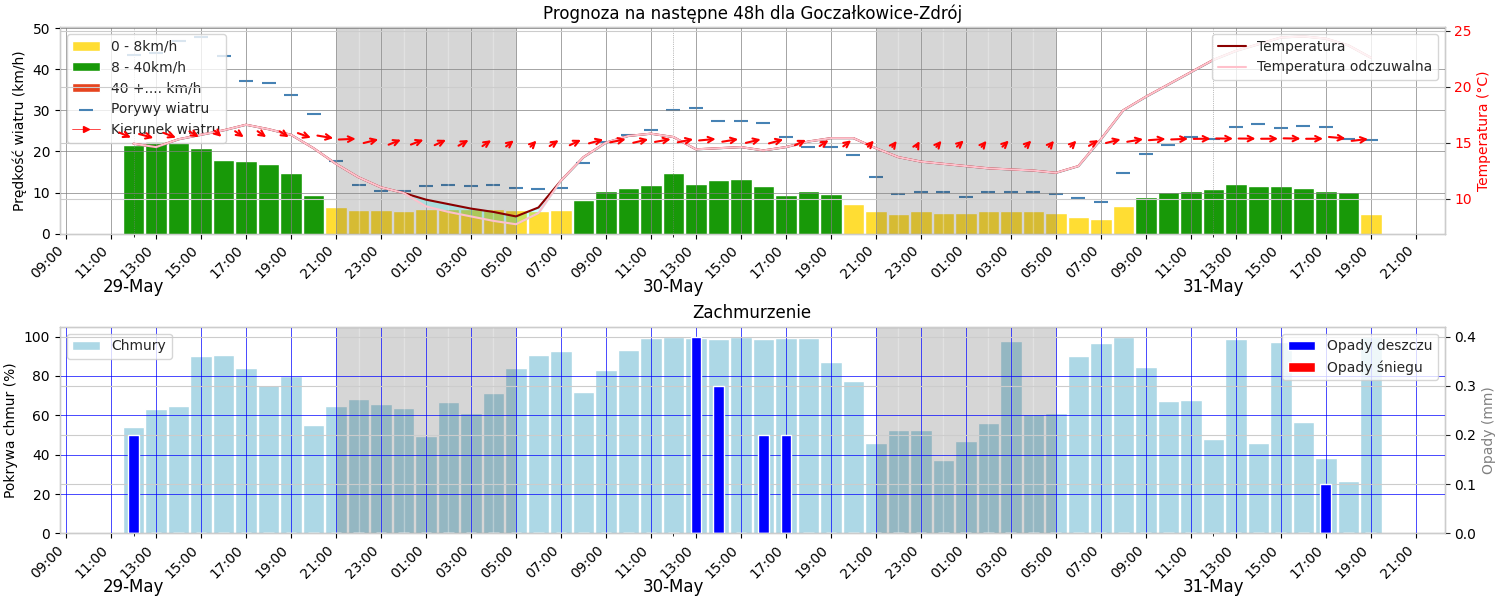 Prognoza na następne 48h dla Goczałkowice-Zdrój
Prędkość wiatru (km/h)
50
40
30
20
10
0
0 - 8km/h
8 - 40km/h
40 +.... km/h
Porywy wiatru
Kierunek wiatru
Temperatura
Temperatura odczuwalna
25
20
15
10
Temperatura (°C)
09:00 11:00 13:00 15:00 17:00 19:00 21:00 23:00 01:00 03:00 05:00 07:00 09:00 11:00 13:00 15:00 17:00 19:00 21:00 23:00 01:00 03:00 05:00 07:00 09:00 11:00 13:00 15:00 17:00 19:00 21:00
29-May 30-May 31-May
Zachmurzenie
Pokrywa chmur (%)
100
80
60
40
20
0
Chmury
Opady deszczu
Opady śniegu
0.4
0.3
0.2
0.1
0.0
Opady (mm)
09:00 11:00 13:00 15:00 17:00 19:00 21:00 23:00 01:00 03:00 05:00 07:00 09:00 11:00 13:00 15:00 17:00 19:00 21:00 23:00 01:00 03:00 05:00 07:00 09:00 11:00 13:00 15:00 17:00 19:00 21:00
29-May 30-May 31-May